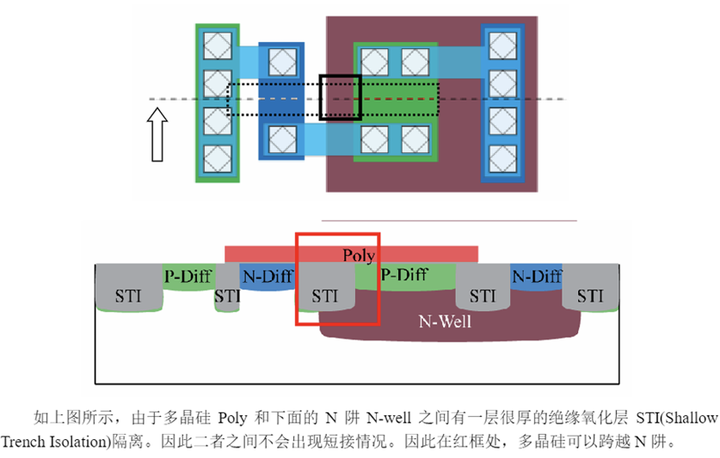 Poly
P-Diff N-Diff P-Diff N-Diff
STI STI STI STI STI
N-Well
如上图所示，由于多晶硅 Poly 和下面的 N 阱 N-well 之间有一层很厚的绝缘氧化层 STI(Shallow
Trench Isolation)隔离。因此二者之间不会出现短接情况。因此在红框处，多晶硅可以跨越 N 阱。